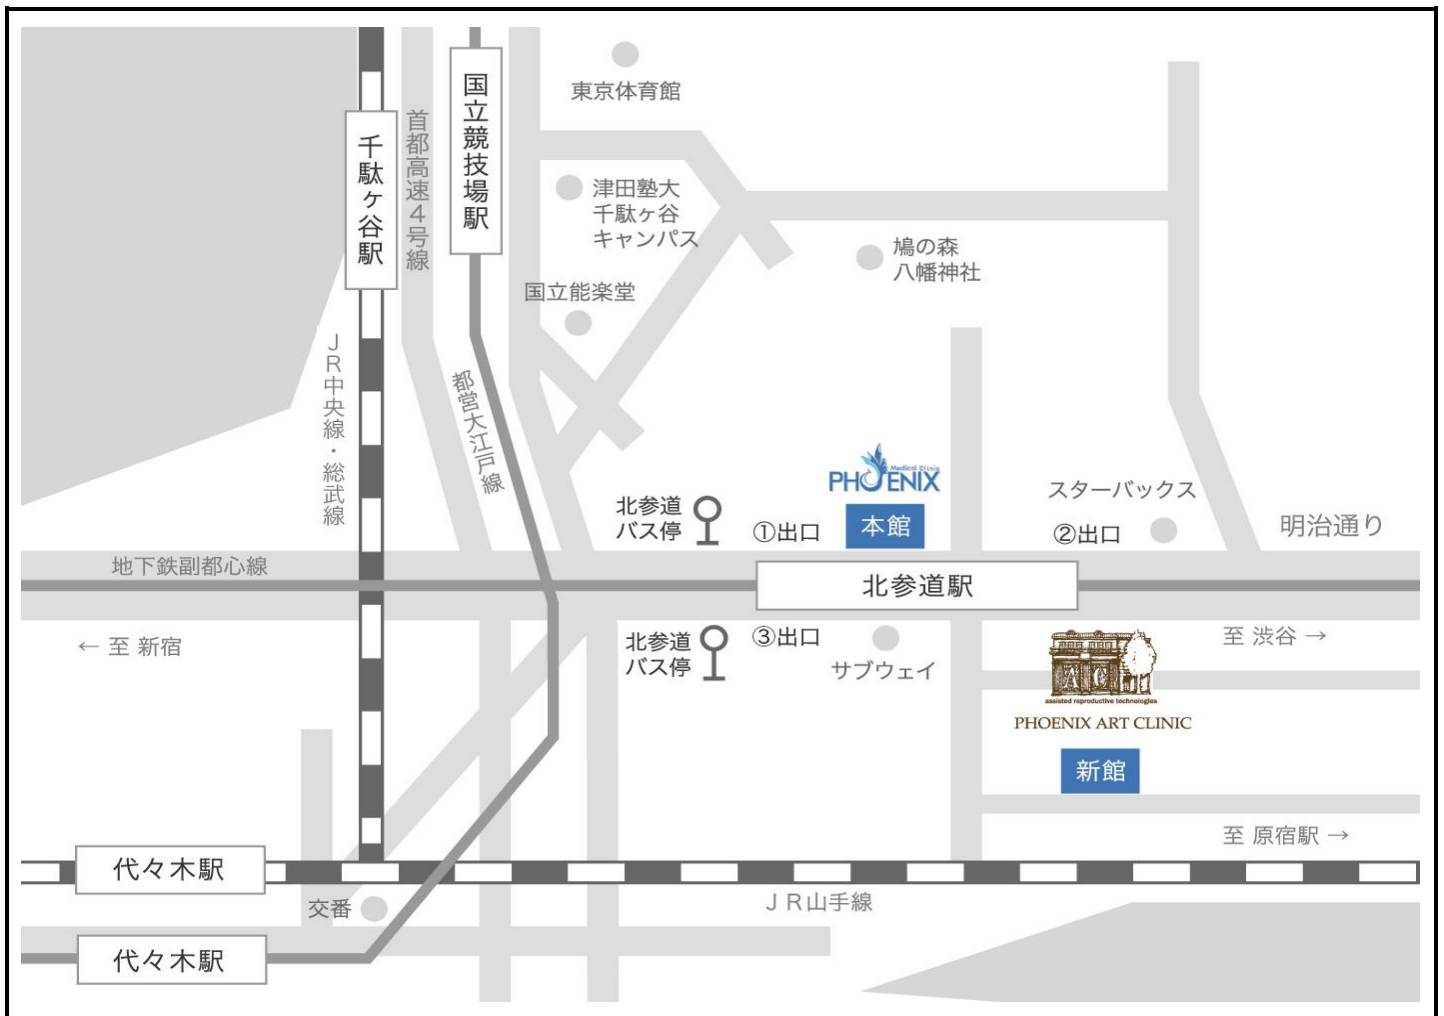 東京体育館
国立競技場駅
千駄ヶ谷駅
首都高速4号線
津田塾大
千駄ヶ谷
キャンパス
鳩の森
八幡神社
国立能楽堂
JR中央線・総武線
都営大江戸線
Medical Clinic
PHOENIX
本館
スターバックス
北参道
バス停
①出口
②出口
明治通り
地下鉄副都心線
北参道駅
← 至 新宿
北参道
バス停
③出口
サブウェイ
至 渋谷 →
ART
assisted reproductive technologies
PHOENIX ART CLINIC
新館
至 原宿駅 →
代々木駅
JR山手線
交番
代々木駅